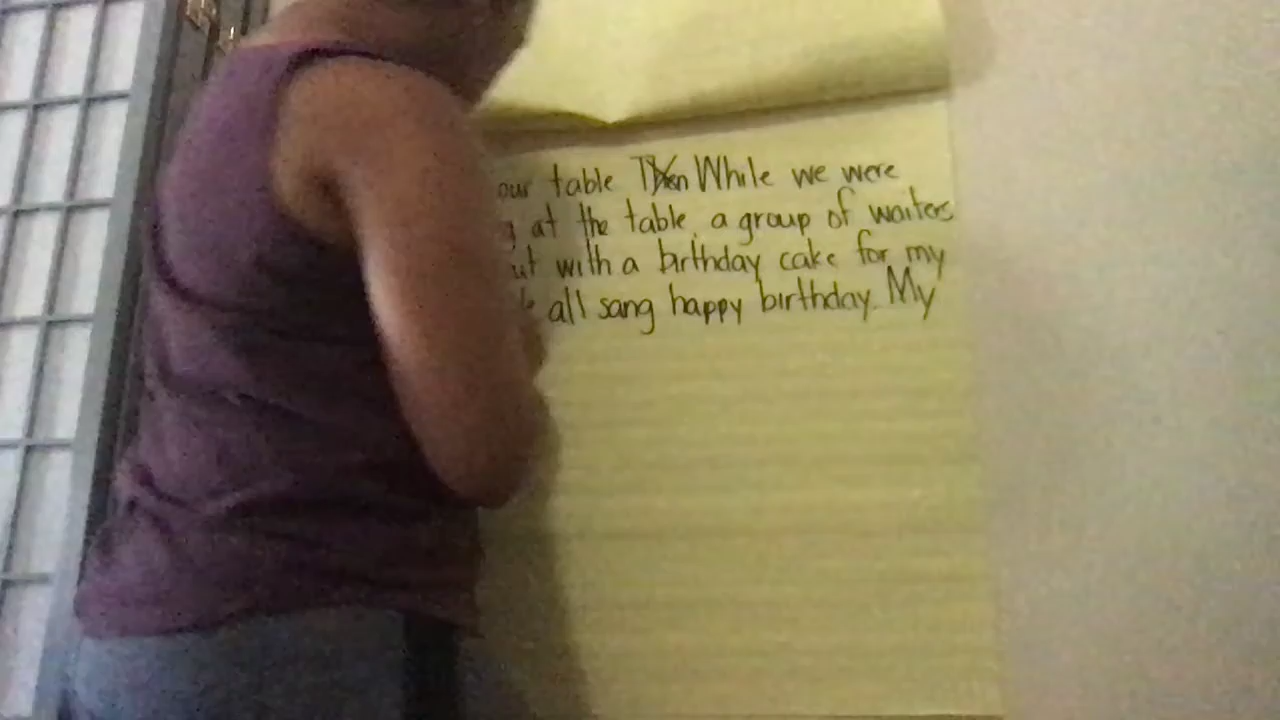 our table Then While we were
at the table, a group of waiters
with a birthday cake for my
all sang happy birthday. My